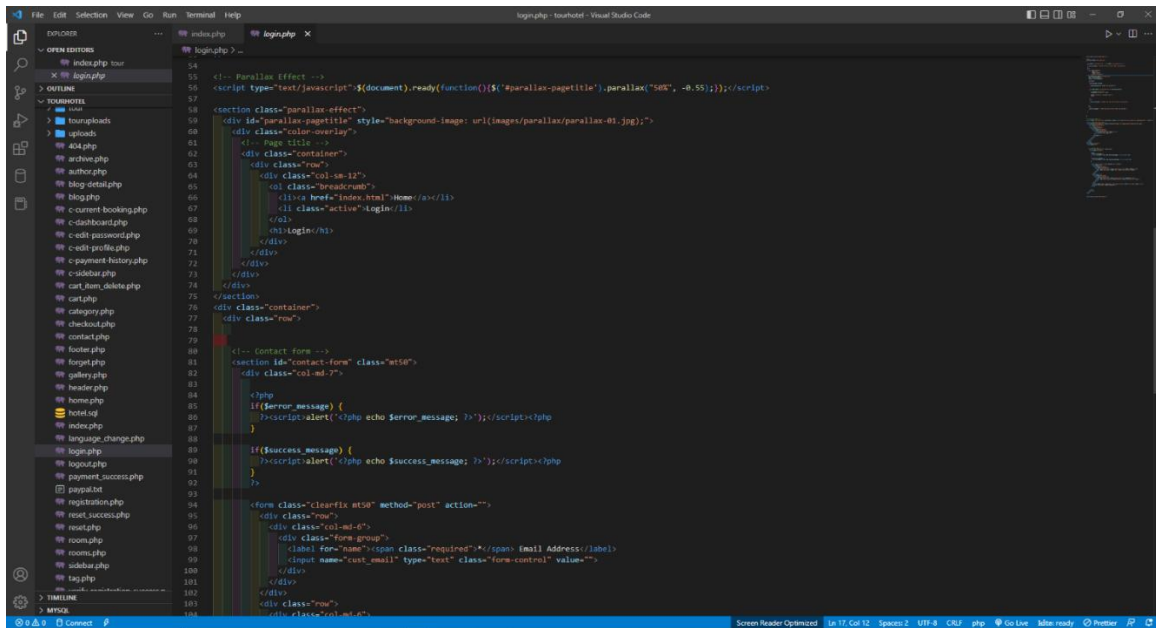 File Edit Selection View Go Run Terminal Help
login.php - tourhotel - Visual Studio Code
EXPLORER
OPEN EDITORS
index.php tour
login.php
OUTLINE
TOURHOTEL
tour
touruploads
uploads
404.php
archive.php
author.php
blog-detail.php
blog.php
c-current-booking.php
c-dashboard.php
c-edit-password.php
c-edit-profile.php
c-payment-history.php
c-sidebar.php
cart_item_delete.php
cart.php
category.php
checkout.php
contact.php
footer.php
forget.php
gallery.php
header.php
home.php
hotel.sql
index.php
language_change.php
login.php
logout.php
payment_success.php
paypal.txt
registration.php
reset_success.php
reset.php
room.php
rooms.php
sidebar.php
tag.php
TIMELINE
MYSQL
index.php login.php
login.php > ...
54
55 <!-- Parallax Effect -->
56 <script type="text/javascript">$(document).ready(function(){$('#parallax-pagetitle').parallax("50%", -0.55);});</script>
57
58 <section class="parallax-effect">
59 <div id="parallax-pagetitle" style="background-image: url(images/parallax/parallax-01.jpg);">
60 <div class="color-overlay">
61 <!-- Page title -->
62 <div class="container">
63 <div class="row">
64 <div class="col-sm-12">
65 <ol class="breadcrumb">
66 <li><a href="index.html">Home</a></li>
67 <li class="active">Login</li>
68 </ol>
69 <h1>Login</h1>
70 </div>
71 </div>
72 </div>
73 </div>
74 </div>
75 </section>
76 <div class="container">
77 <div class="row">
78
79
80 <!-- Contact form -->
81 <section id="contact-form" class="mt50">
82 <div class="col-md-7">
83
84 <?php
85 if($error_message) {
86 ?><script>alert('<?php echo $error_message; ?>');</script><?php
87 }
88
89 if($success_message) {
90 ?><script>alert('<?php echo $success_message; ?>');</script><?php
91 }
92 ?>
93
94 <form class="clearfix mt50" method="post" action="">
95 <div class="row">
96 <div class="col-md-6">
97 <div class="form-group">
98 <label for="name"><span class="required">*</span> Email Address</label>
99 <input name="cust_email" type="text" class="form-control" value="">
100 </div>
101 </div>
102 </div>
103 <div class="row">
104 <div class="col-md-6">
0 0 Connect
Screen Reader Optimized Ln 17, Col 12 Spaces: 2 UTF-8 CRLF php Go Live Prettier